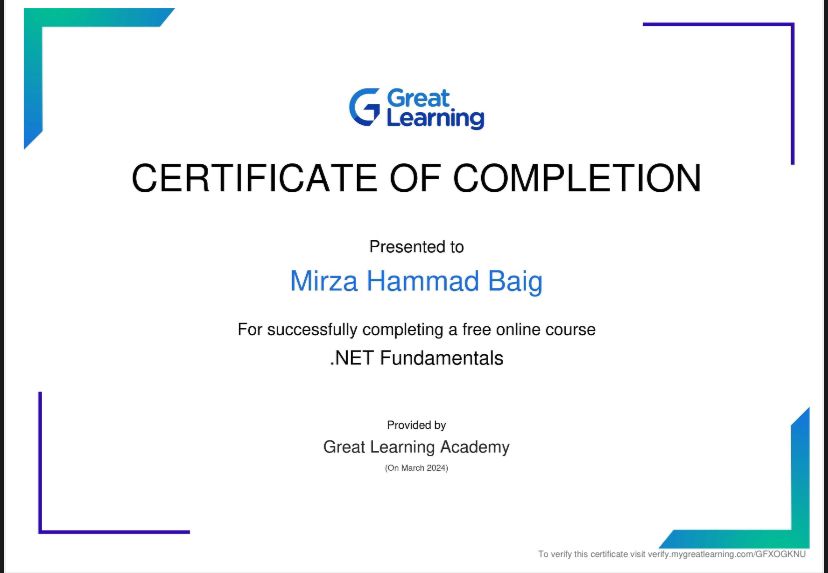 Great
Learning
CERTIFICATE OF COMPLETION
Presented to
Mirza Hammad Baig
For successfully completing a free online course
.NET Fundamentals
Provided by
Great Learning Academy
(On March 2024)
To verify this certificate visit verify.mygreatlearning.com/GFXOGKNU